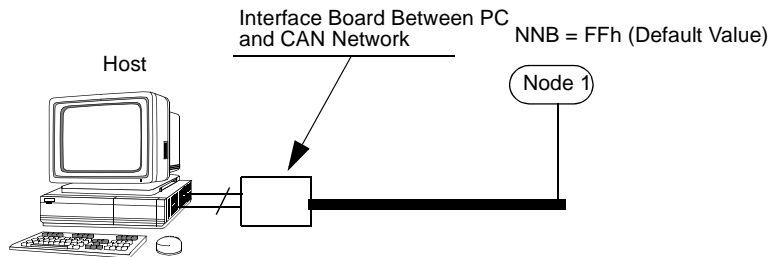 Interface Board Between PC
and CAN Network
NNB = FFh (Default Value)
Host
Node 1